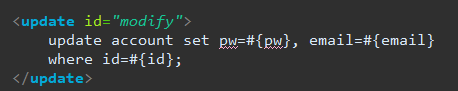 <update id="modify">
update account set pw=#{pw}, email=#{email}
where id=#{id};
</update>